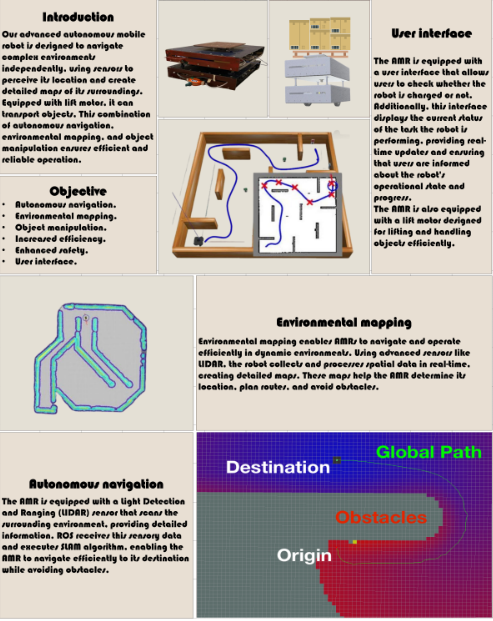 Introduction
Our advanced autonomous mobile
robot is designed to navigate
complex environments
independently, using sensors to
perceive its location and create
detailed maps of its surroundings.
Equipped with lift motor, it can
transport objects. This combination
of autonomous navigation,
environmental mapping, and object
manipulation ensures efficient and
reliable operation.
User interface
The AMR is equipped with
a user interface that allows
users to check whether the
robot is charged or not.
Additionally, this interface
displays the current status
of the task the robot is
performing, providing real-
time updates and ensuring
that users are informed
about the robot's
operational state and
progress.
The AMR is also equipped
with a lift motor designed
for lifting and handling
objects efficiently.
Objective
• Autonomous navigation.
• Environmental mapping.
• Object manipulation.
• Increased efficiency.
• Enhanced safety.
• User interface.
Environmental mapping
Environmental mapping enables AMRs to navigate and operate
efficiently in dynamic environments. Using advanced sensors like
LIDAR, the robot collects and processes spatial data in real-time,
creating detailed maps. These maps help the AMR determine its
location, plan routes, and avoid obstacles.
Autonomous navigation
The AMR is equipped with a Light Detection
and Ranging (LIDAR) sensor that scans the
surrounding environment, providing detailed
information. ROS receives this sensory data
and executes SLAM algorithm, enabling the
AMR to navigate efficiently to its destination
while avoiding obstacles.
Global Path
Destination
Obstacles
Origin